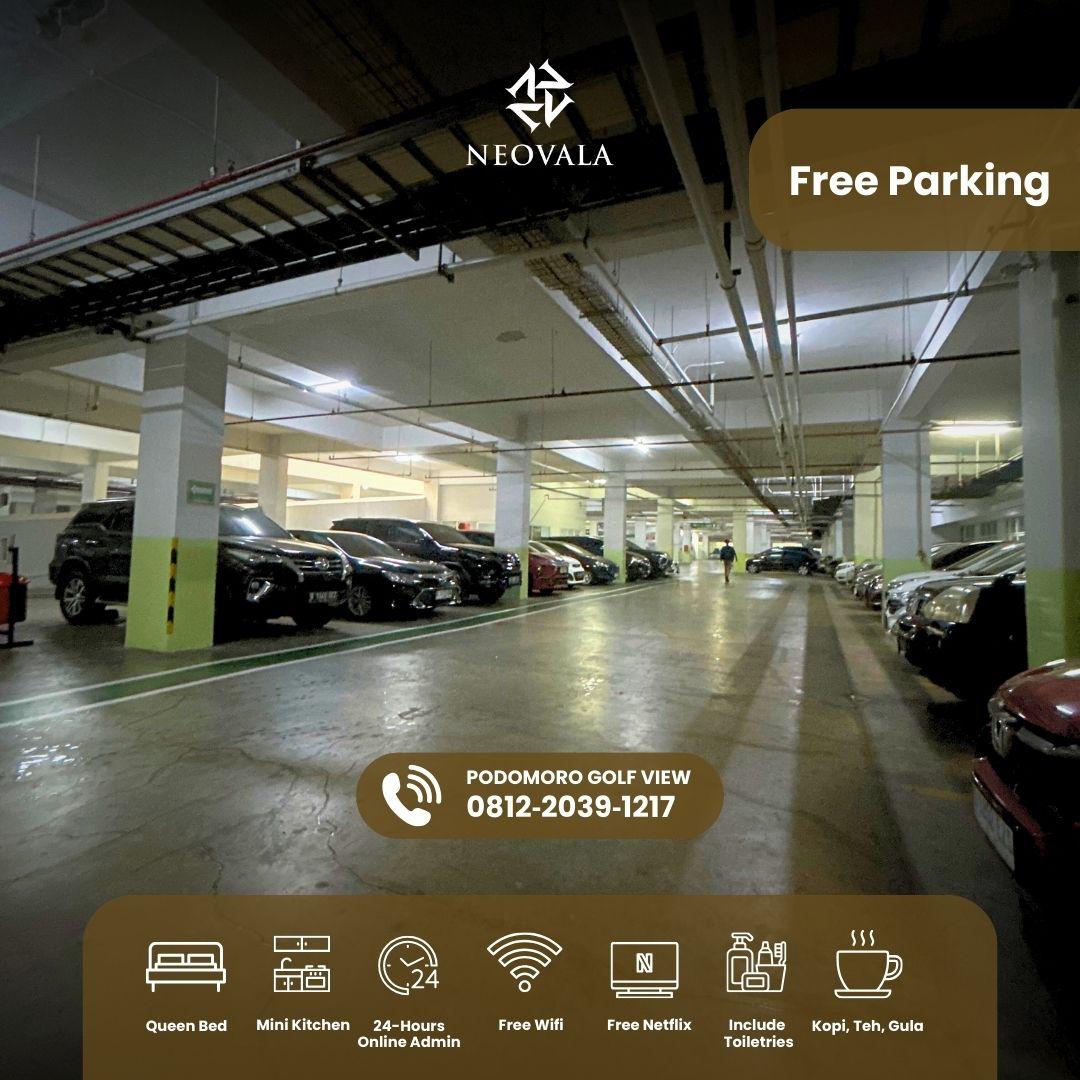 NEOVALA
Free Parking
PODOMORO GOLF VIEW
0812-2039-1217
24
N
Queen Bed
Mini Kitchen
24-Hours
Online Admin
Free Wifi
Free Netflix
Include
Toiletries
Kopi, Teh, Gula